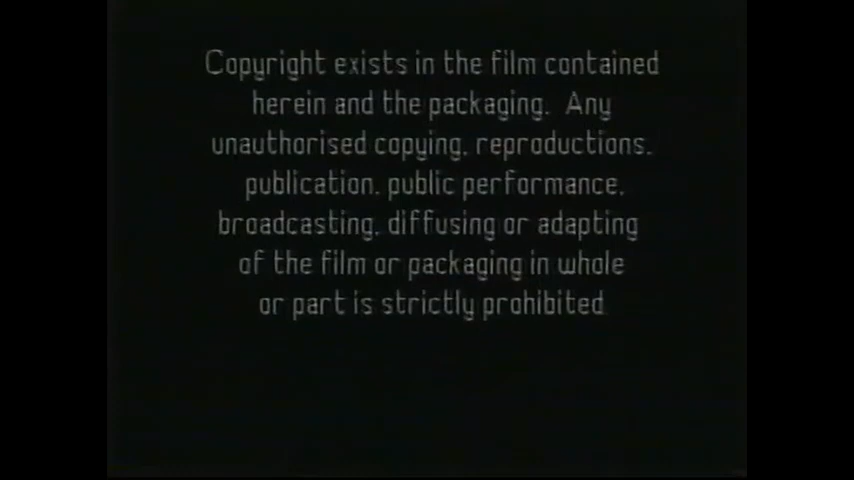 Copyright exists in the film contained
herein and the packaging. Any
unauthorised copying, reproductions,
publication, public performance,
broadcasting, diffusing or adapting
of the film or packaging in whole
or part is strictly prohibited